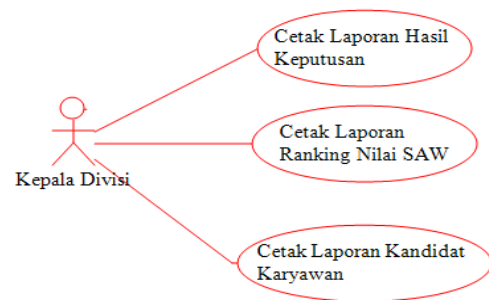 Cetak Laporan Hasil
Keputusan
Cetak Laporan
Ranking Nilai SAW
Kepala Divisi
Cetak Laporan Kandidat
Karyawan